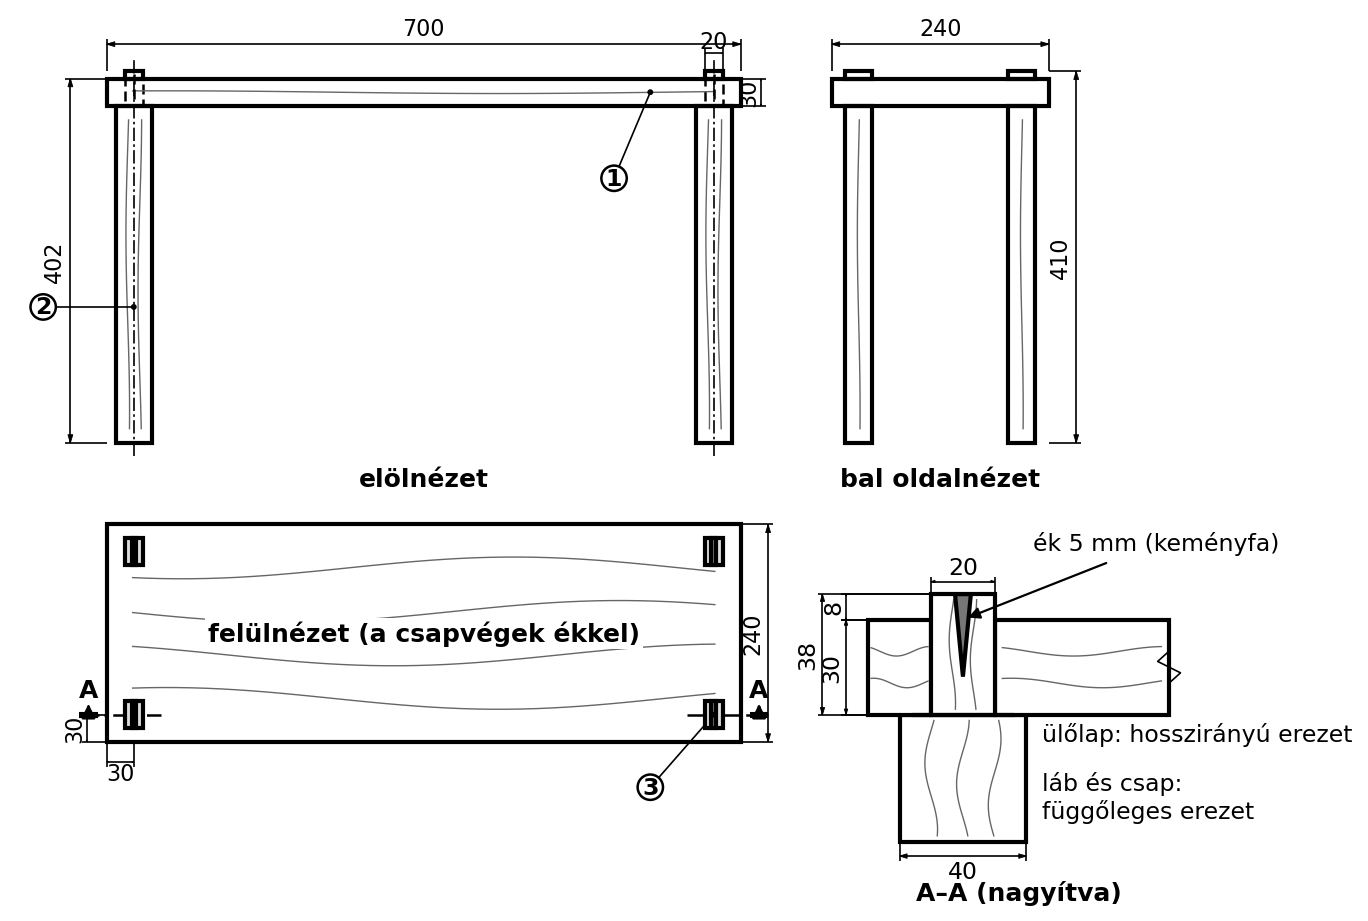 700
20
240
30
1
402
410
2
elölnézet
bal oldalnézet
ék 5 mm (keményfa)
20
8
felülnézet (a csapvégek ékkel)
240
38
30
A
A
30
30
ülőlap: hosszirányú erezet
láb és csap:
függőleges erezet
3
40
A–A (nagyítva)